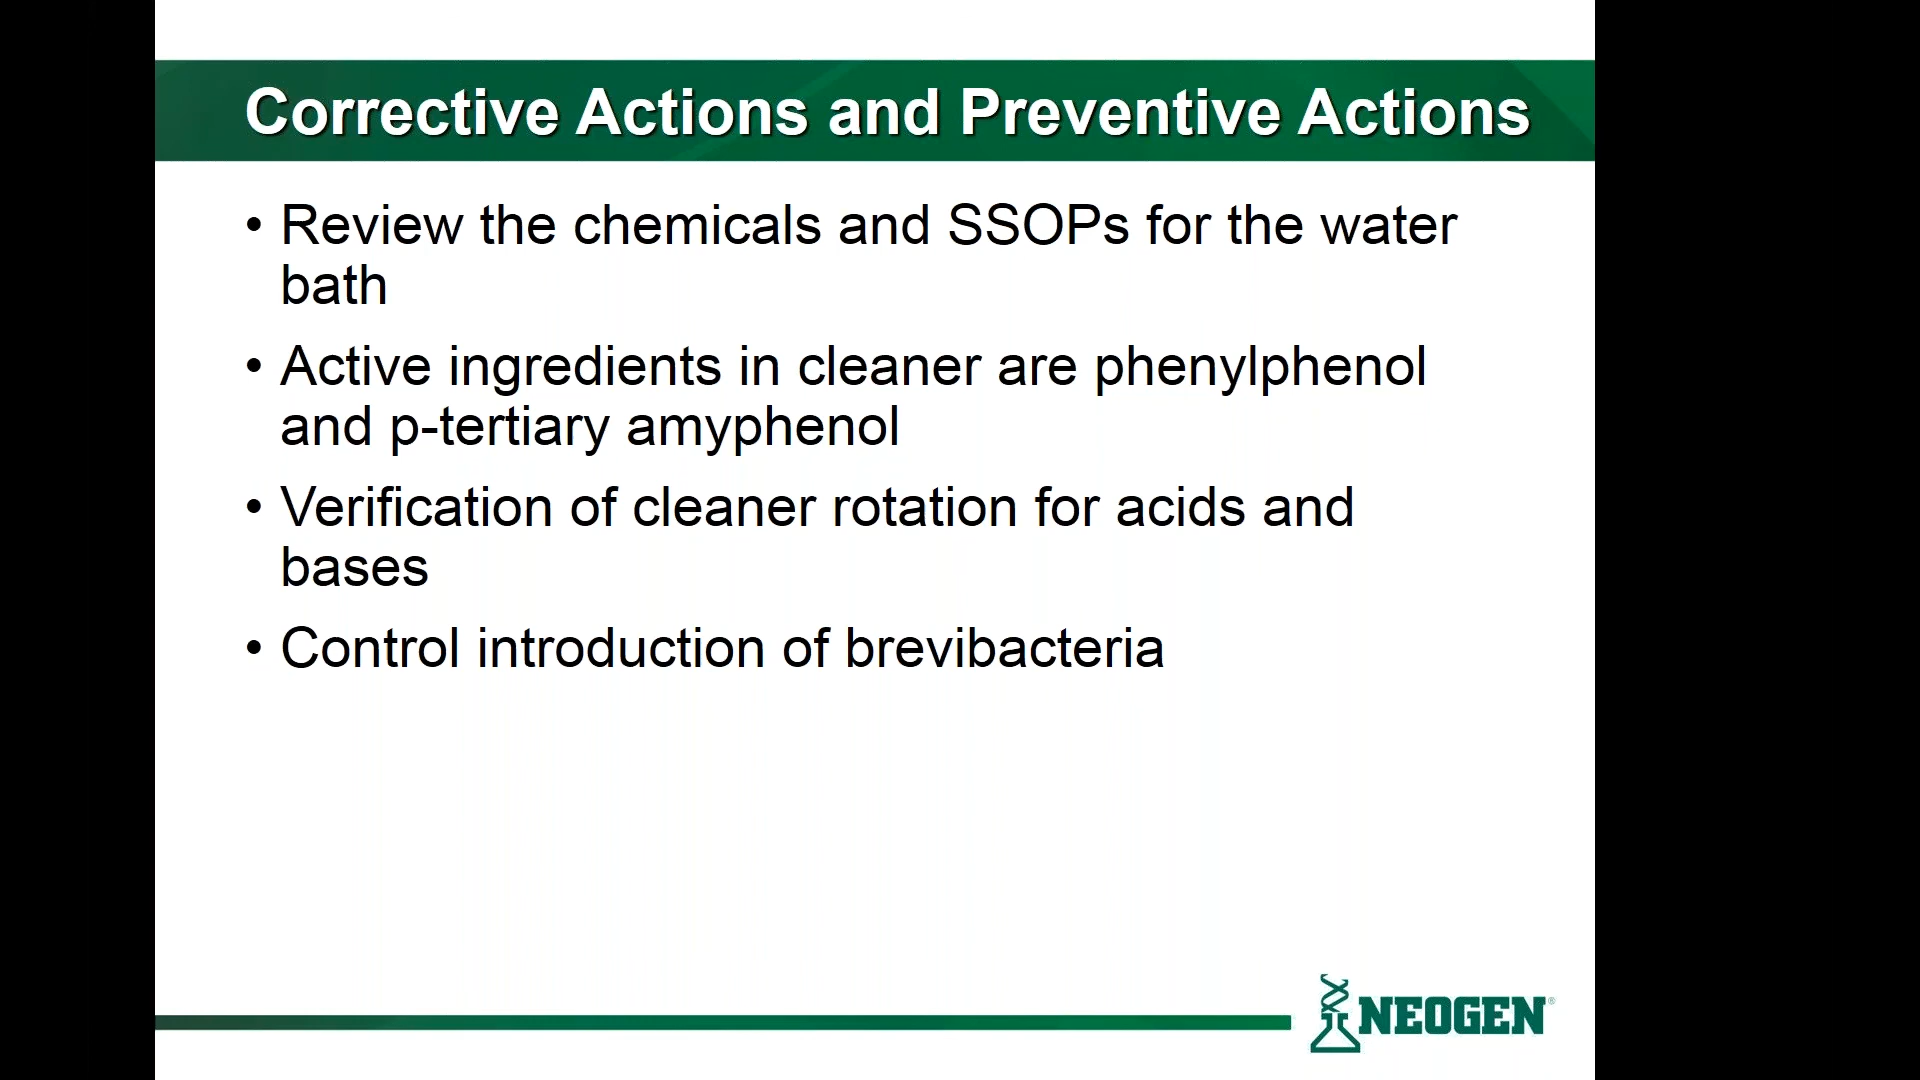 Corrective Actions and Preventive Actions
• Review the chemicals and SSOPs for the water
bath
• Active ingredients in cleaner are phenylphenol
and p-tertiary amyphenol
• Verification of cleaner rotation for acids and
bases
• Control introduction of brevibacteria
NEOGEN®